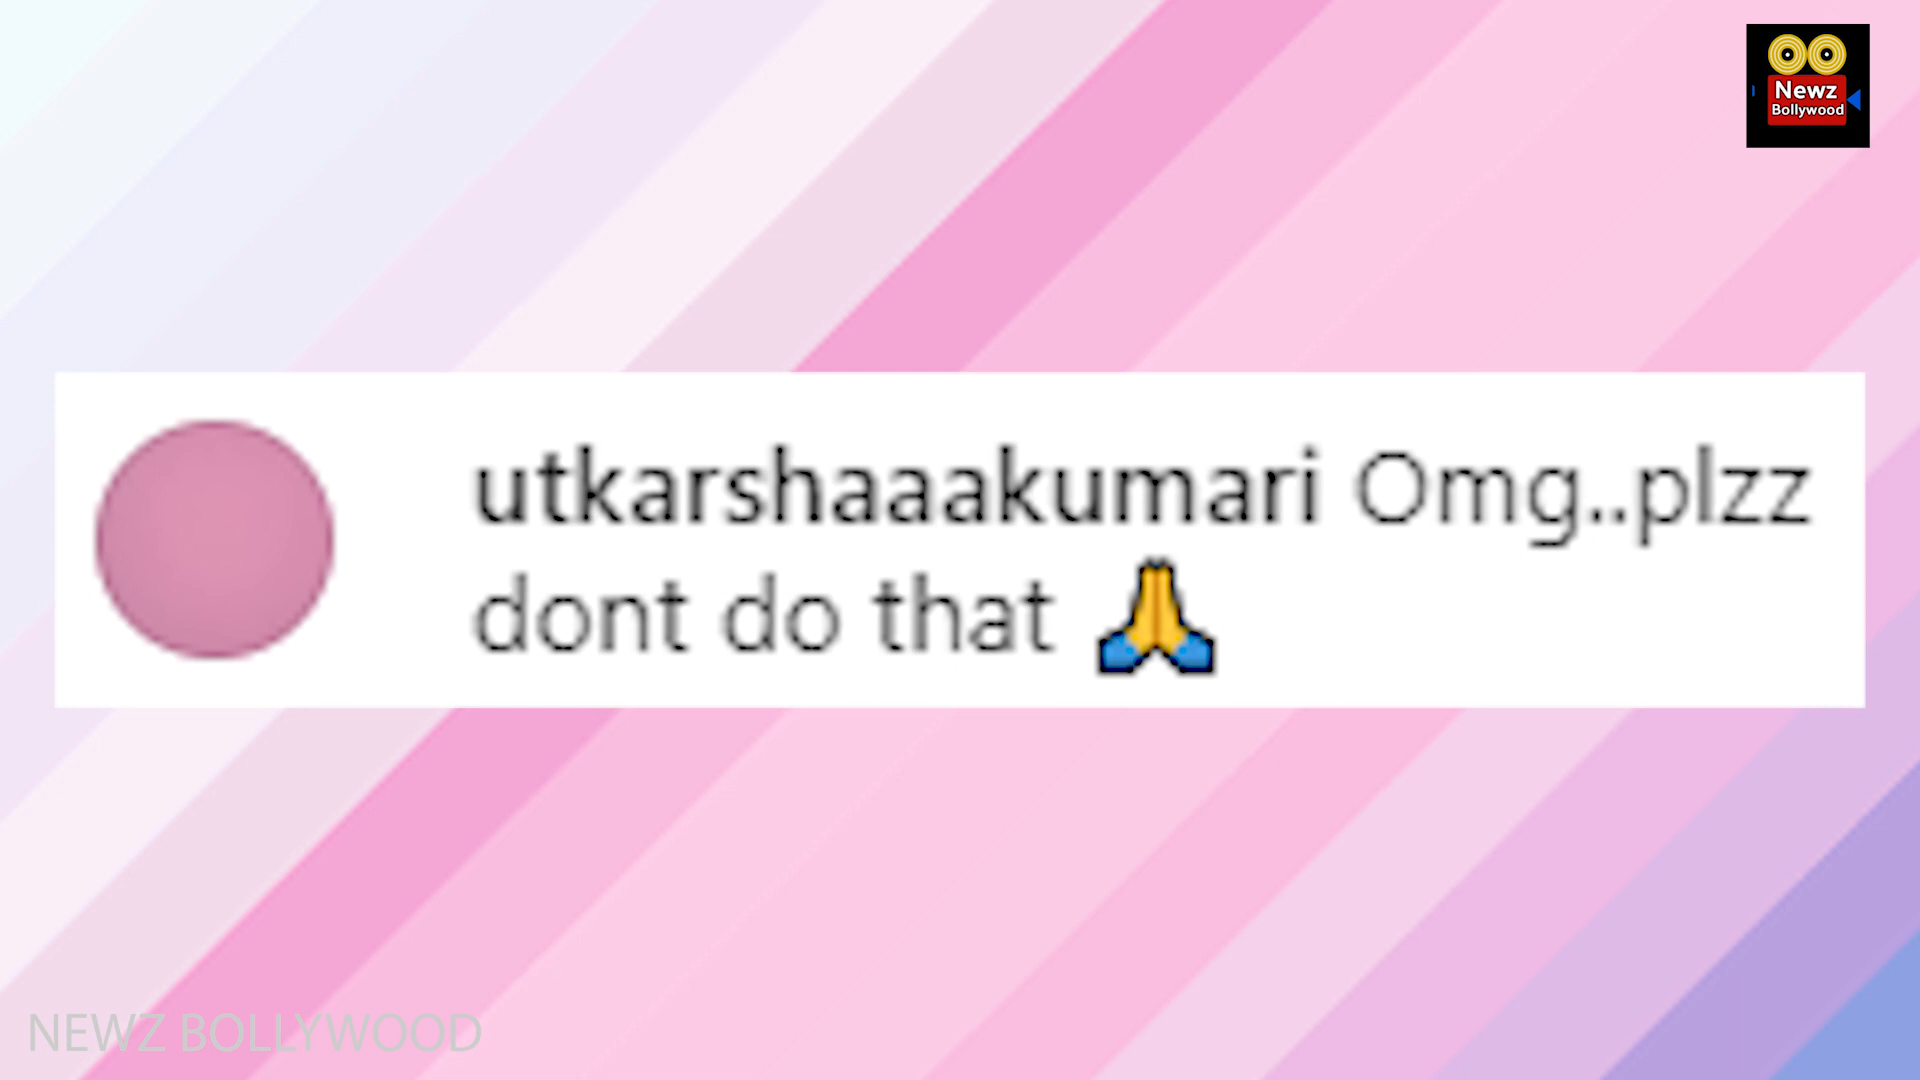 Newz
Bollywood
utkarshaaakumari Omg..plzz
dont do that 🙏
NEWZ BOLLYWOOD